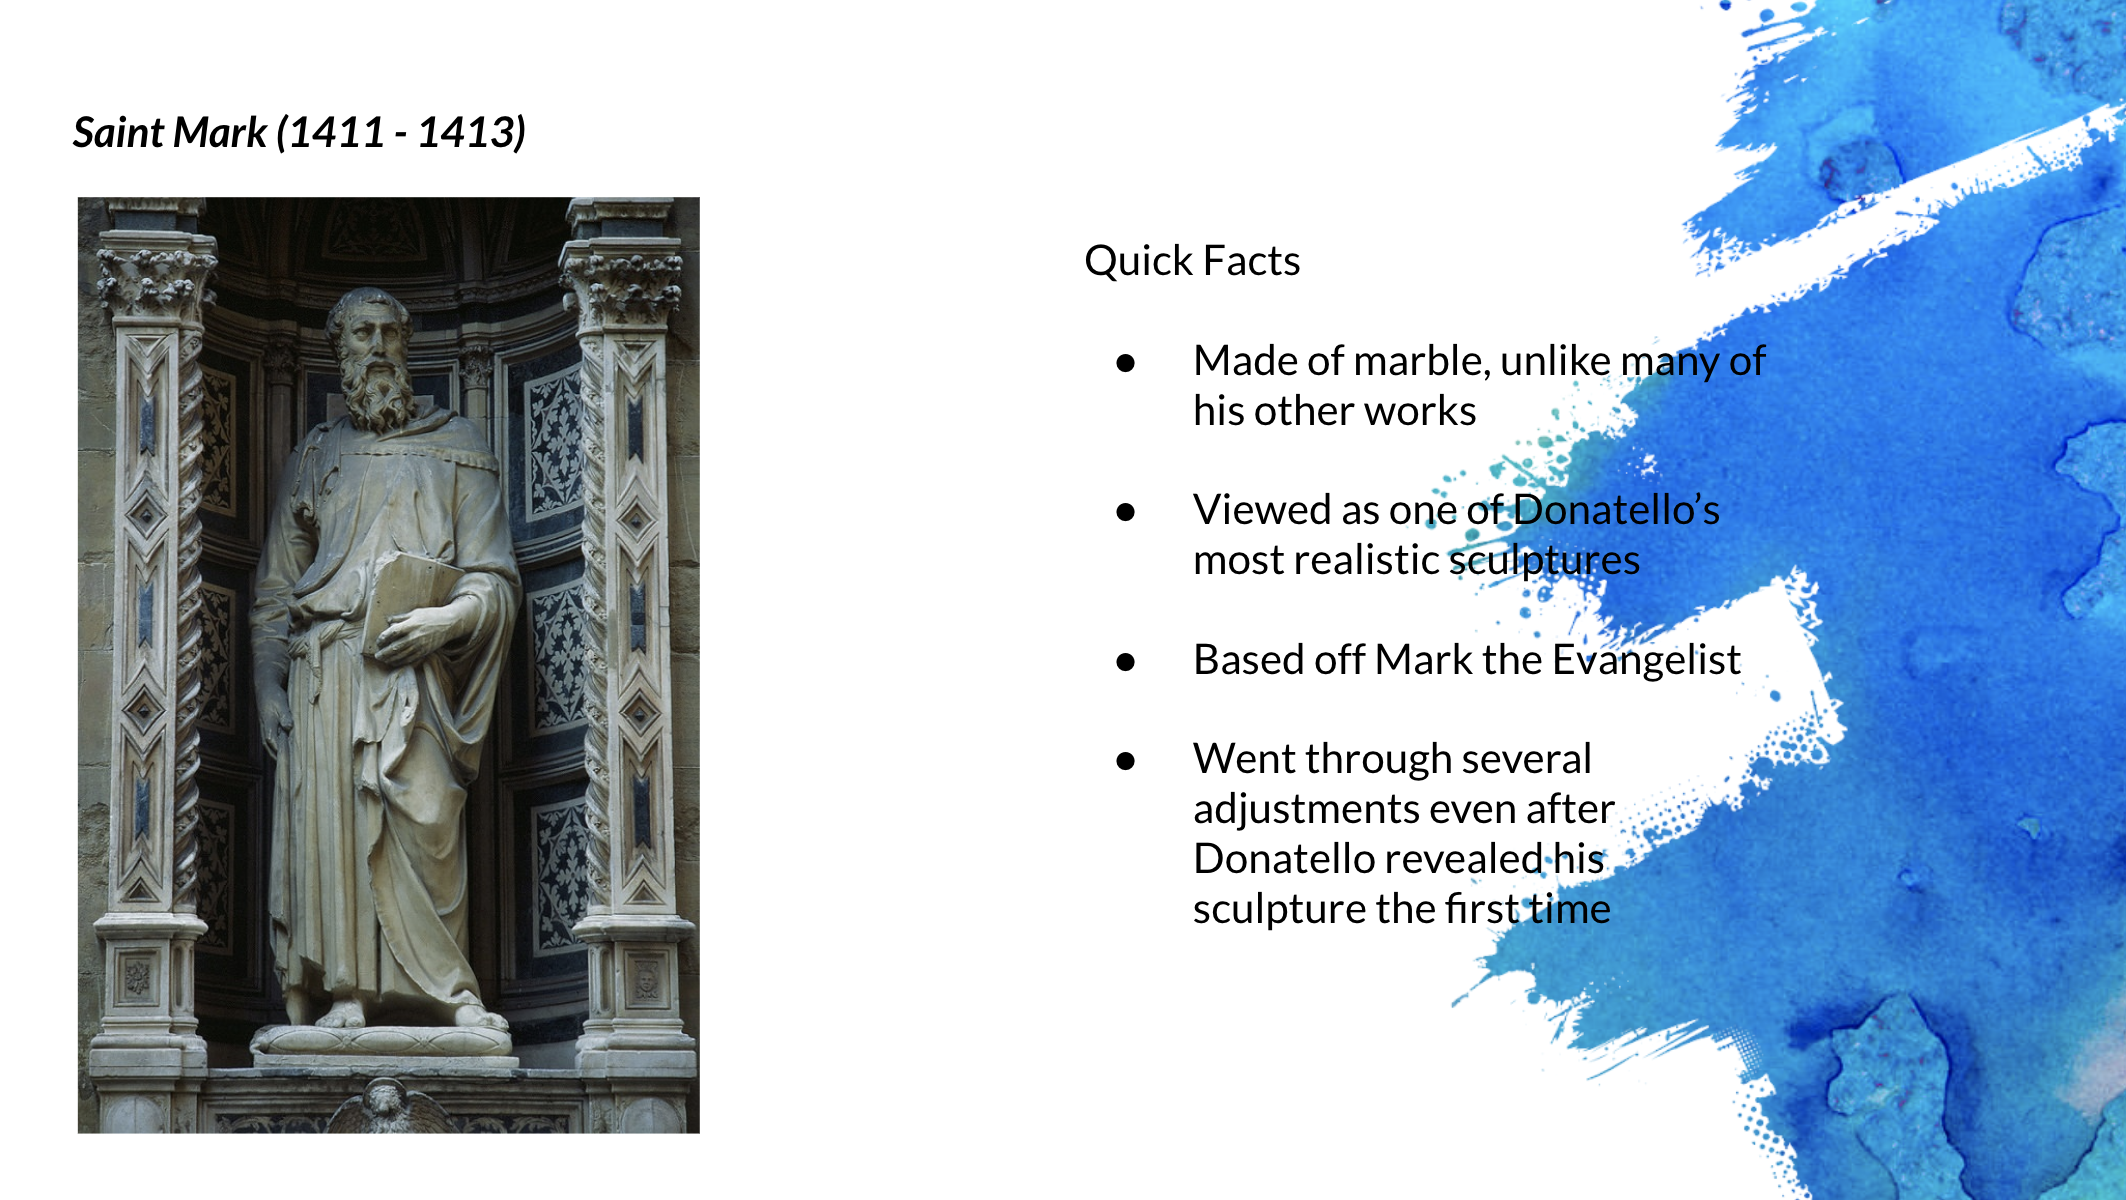 Saint Mark (1411 - 1413)
Quick Facts
● Made of marble, unlike many of
his other works
● Viewed as one of Donatello’s
most realistic sculptures
● Based off Mark the Evangelist
● Went through several
adjustments even after
Donatello revealed his
sculpture the first time